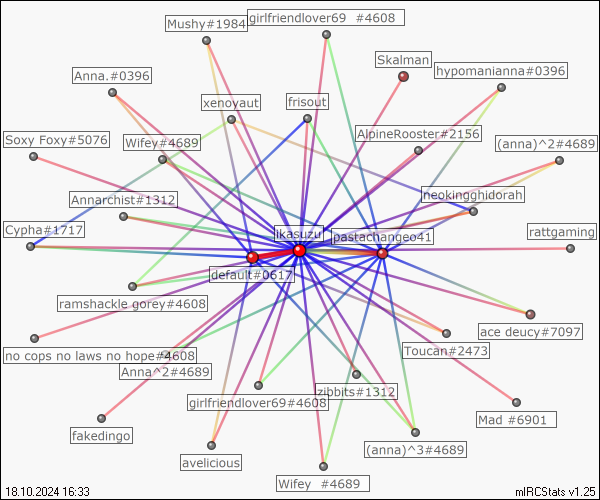 Mushy#1984
girlfriendlover69 #4608
Skalman
Anna.#0396
hypomanianna#0396
xenoyaut
frisout
AlpineRooster#2156
Soxy Foxy#5076
Wifey#4689
(anna)^2#4689
Annarchist#1312
neckingghidorah
Cypha#1717
jkasuzu
pastachangeo41
rattgaming
default#0617
ramshackle gorey#4608
ace deucy#7097
no cops no laws no hope#4608
Toucan#2473
Anna^2#4689
girlfriendlover69#4608
zibbits#1312
Mad #6901
fakedingo
(anna)^3#4689
avelicious
Wifey #4689
18.10.2024 16:33
mIRCStats v1.25